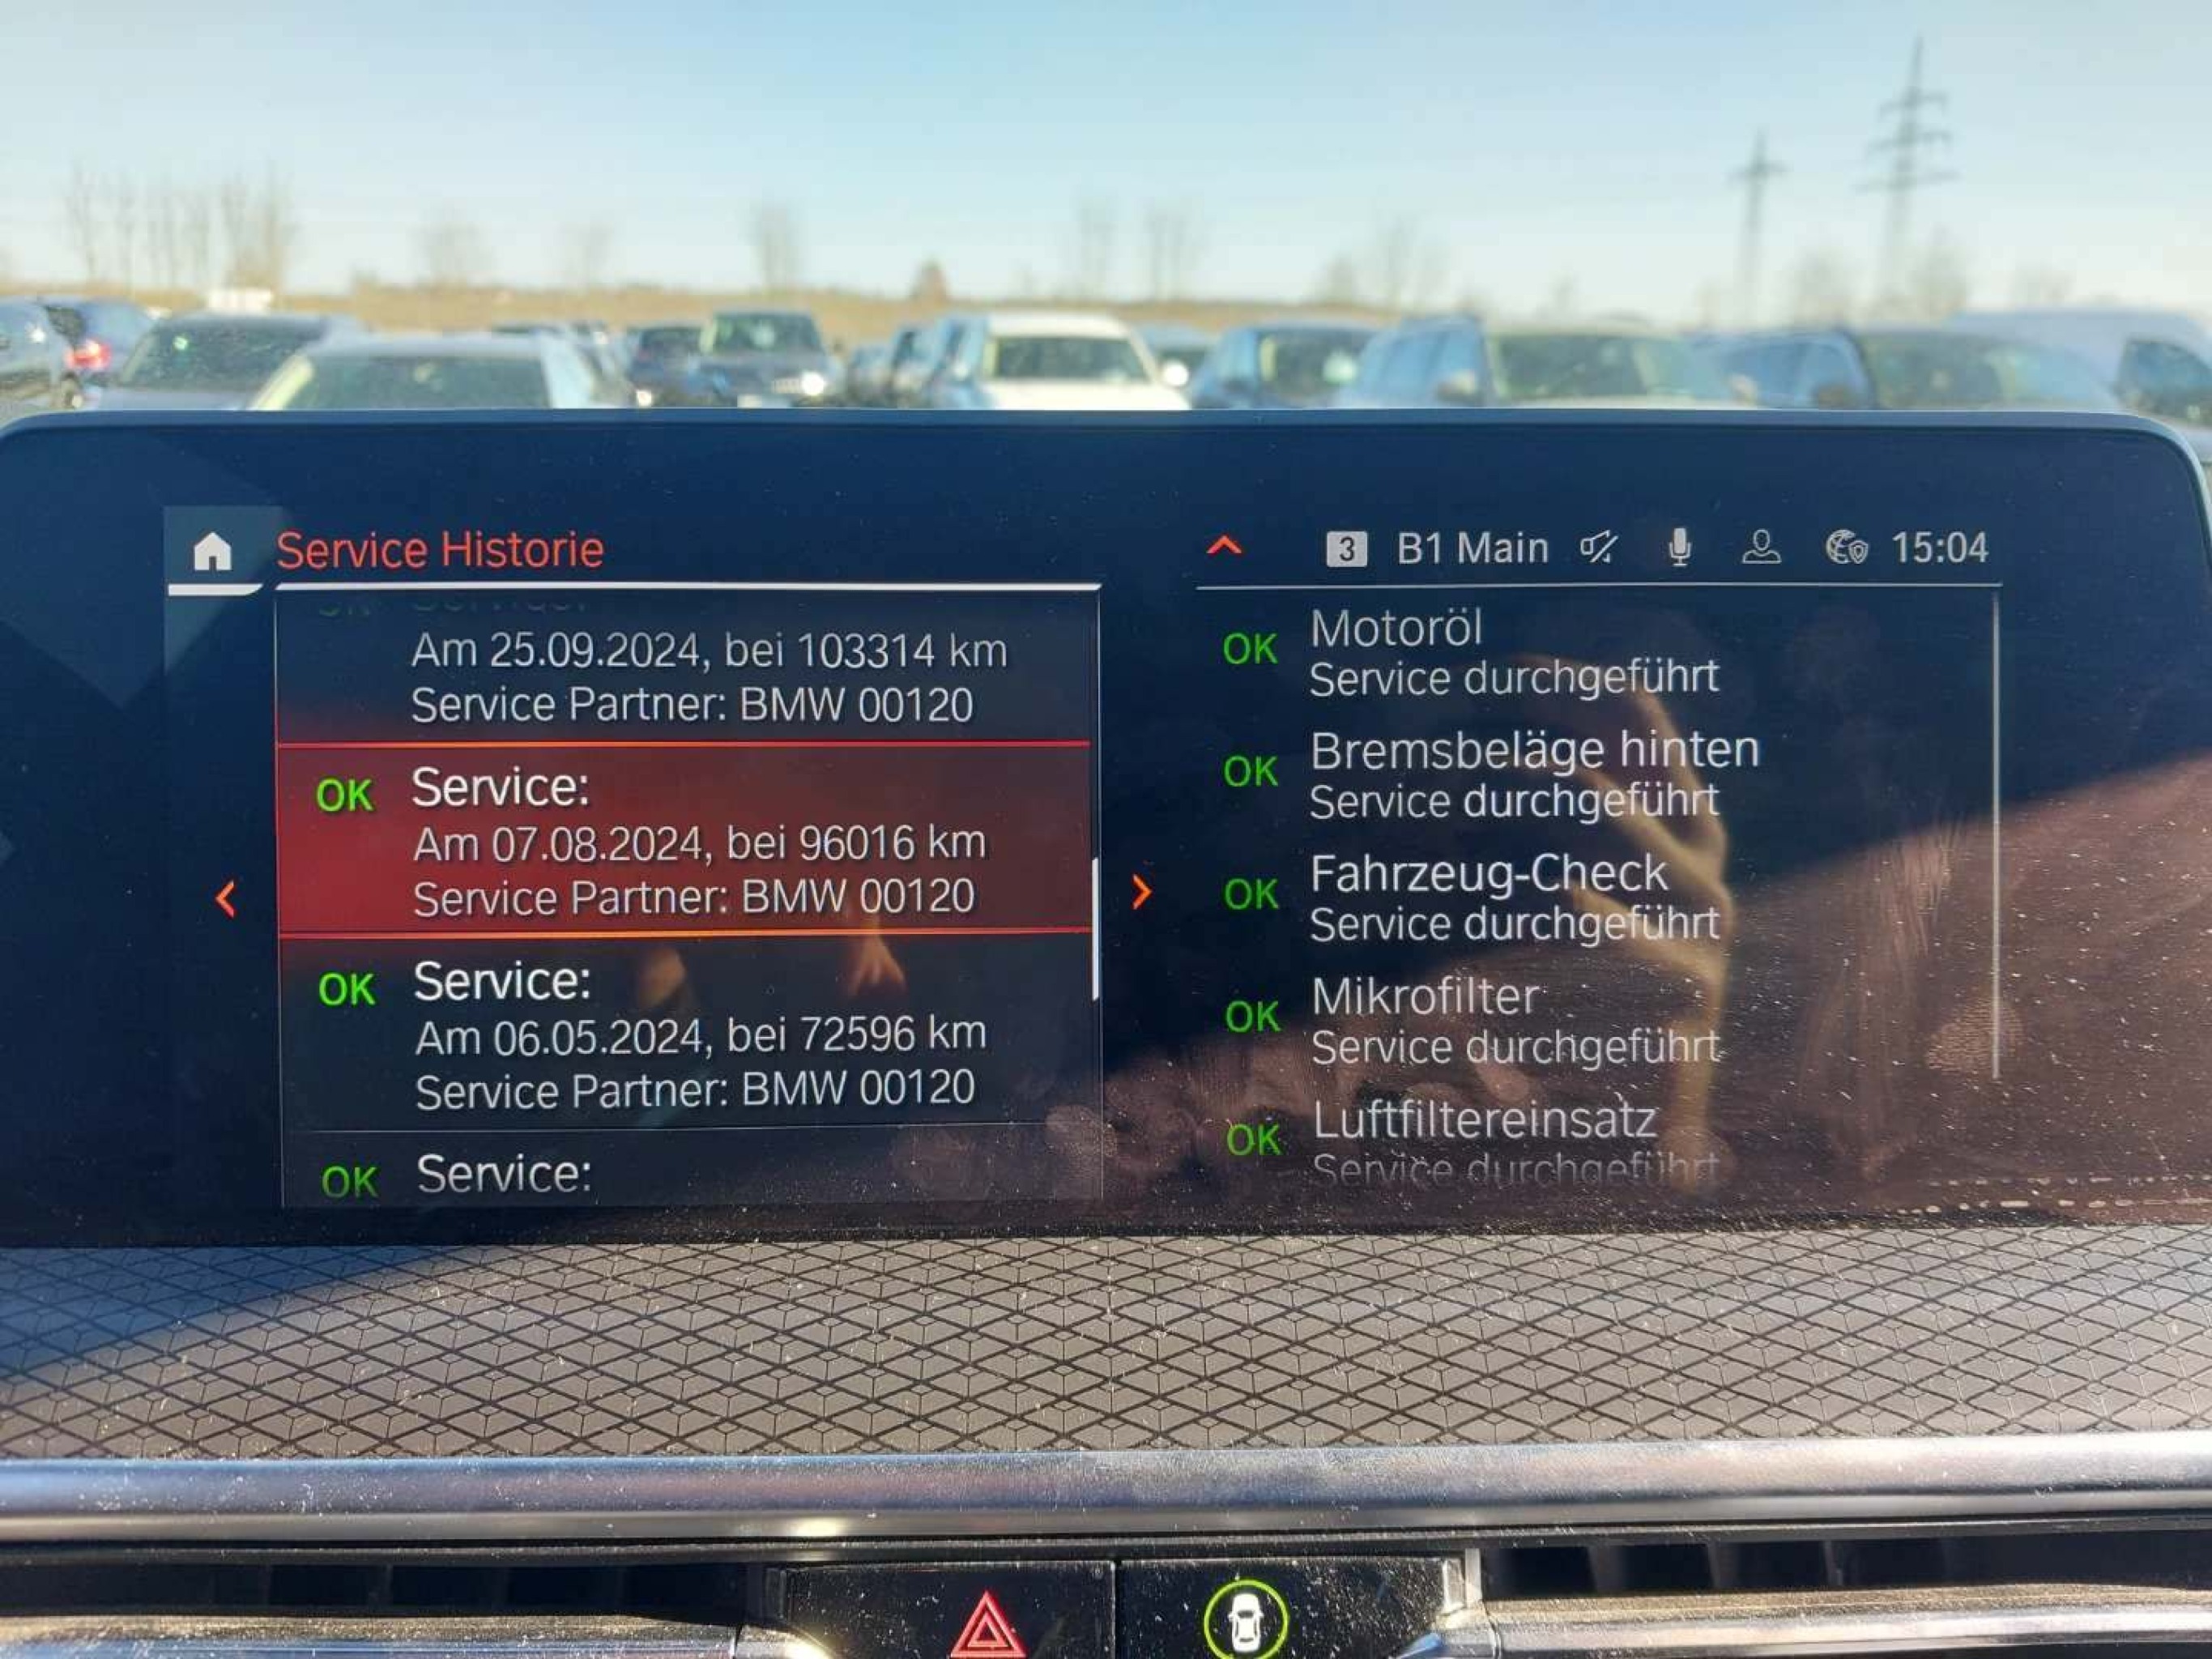 Service Historie
Am 25.09.2024, bei 103314 km
Service Partner: BMW 00120
OK Service:
Am 07.08.2024, bei 96016 km
Service Partner: BMW 00120
OK Service:
Am 06.05.2024, bei 72596 km
Service Partner: BMW 00120
OK Service:
3 B1 Main 15:04
OK Motoröl
Service durchgeführt
OK Bremsbeläge hinten
Service durchgeführt
OK Fahrzeug-Check
Service durchgeführt
OK Mikrofilter
Service durchgeführt
OK Luftfiltereinsatz
Service durchgeführt